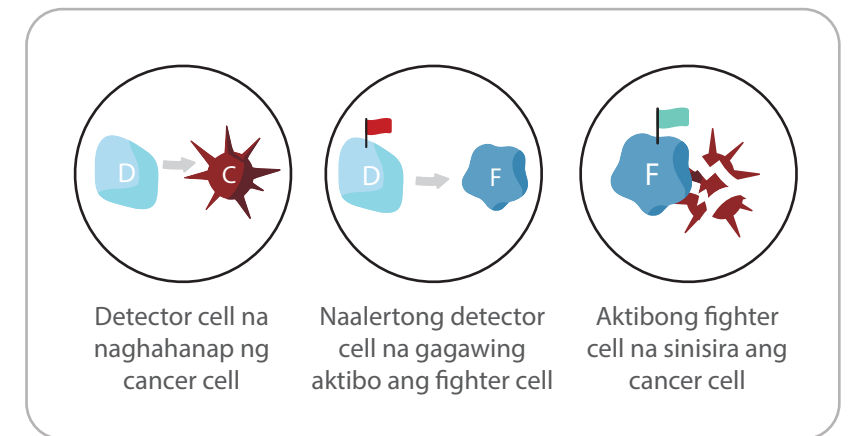 D
C
D
F
F
Detector cell na
naghahanap ng
cancer cell
Naalertong detector
cell na gagawing
aktibo ang fighter cell
Aktibong fighter
cell na sinisira ang
cancer cell